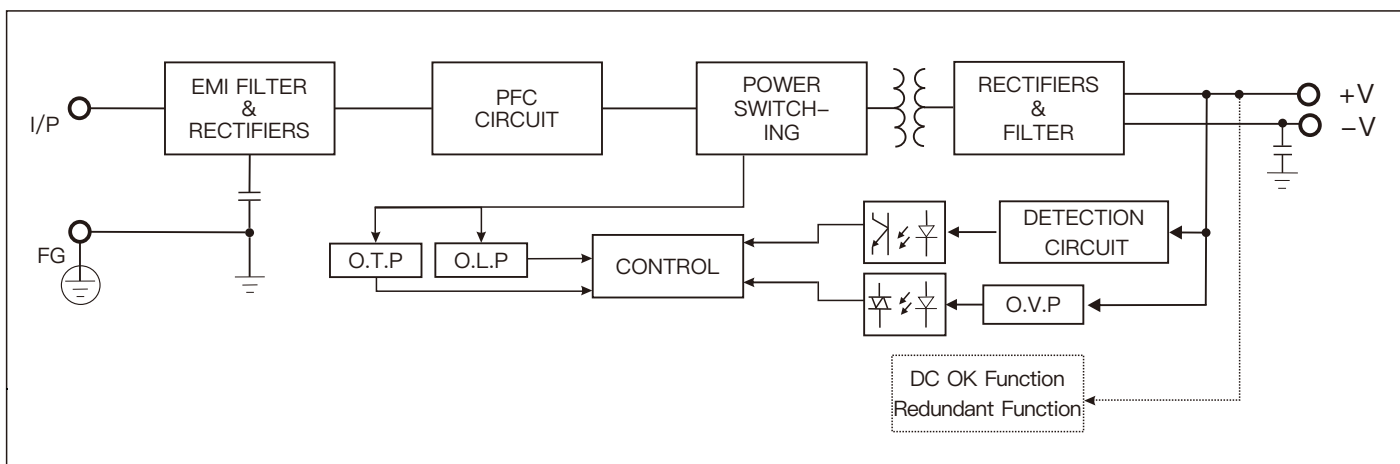 I/P
EMI FILTER
&
RECTIFIERS
PFC
CIRCUIT
POWER
SWITCH-
ING
RECTIFIERS
&
FILTER
+V
-V
FG
O.T.P
O.L.P
CONTROL
DETECTION
CIRCUIT
O.V.P
DC OK Function
Redundant Function